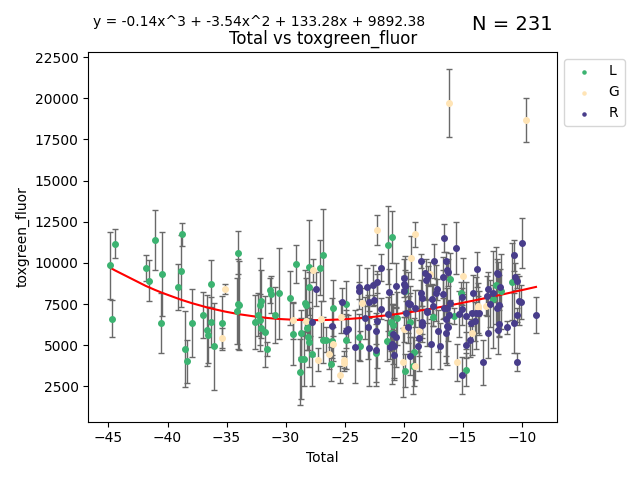 y = -0.14x^3 + -3.54x^2 + 133.28x + 9892.38
N = 231
Total vs toxgreen_fluor
22500
20000
17500
15000
12500
10000
7500
5000
2500
toxgreen_fluor
−45
−40
−35
−30
−25
−20
−15
−10
Total
L
G
R